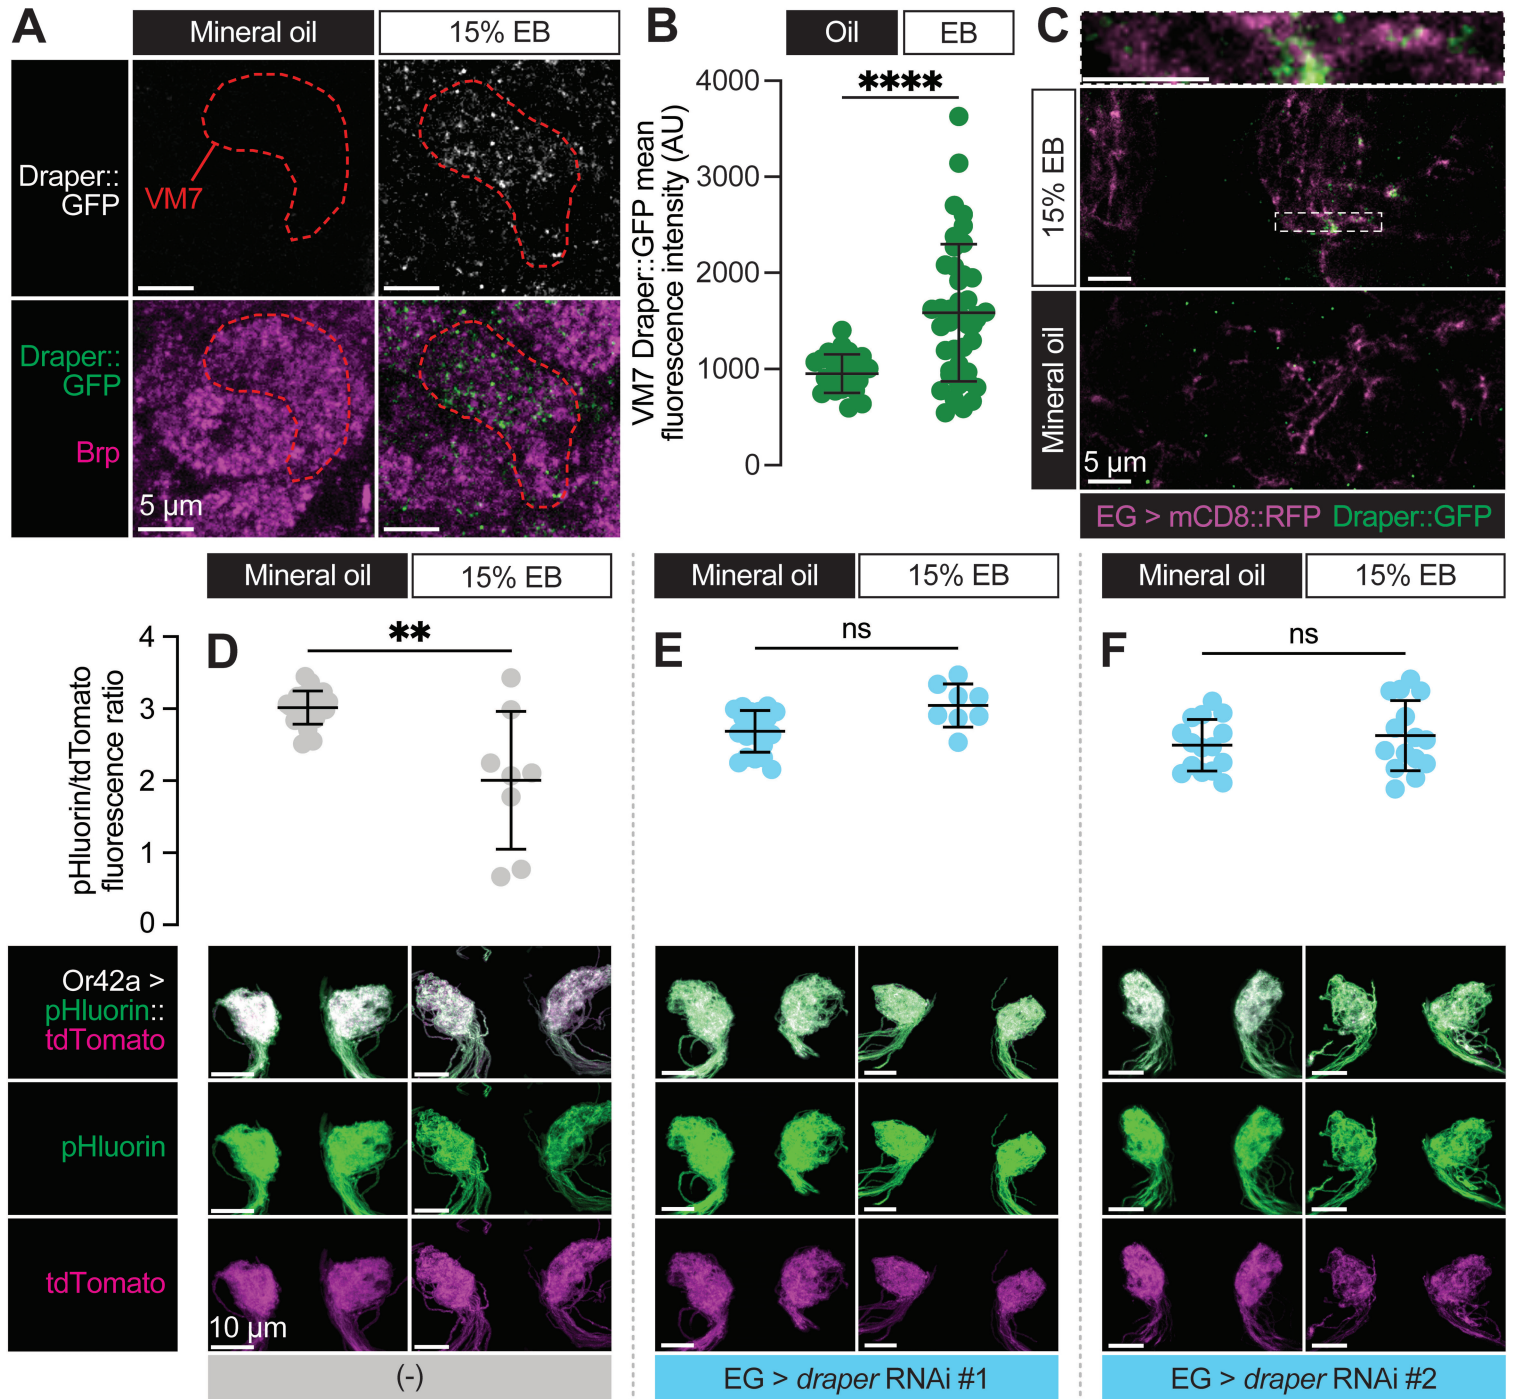 A
Mineral oil
15% EB
Draper::
GFP
VM7
Draper::
GFP
Brp
5 µm
B
Oil
EB
****
VM7 Draper::GFP mean
fluorescence intensity (AU)
4000
3000
2000
1000
0
C
15% EB
Mineral oil
5 µm
EG > mCD8::RFP Draper::GFP
Mineral oil
15% EB
Mineral oil
15% EB
Mineral oil
15% EB
pHluorin/tdTomato
fluorescence ratio
4
3
2
1
0
D
**
E
ns
F
ns
Or42a >
pHluorin::
tdTomato
pHluorin
tdTomato
10 µm
(-)
EG > draper RNAi #1
EG > draper RNAi #2